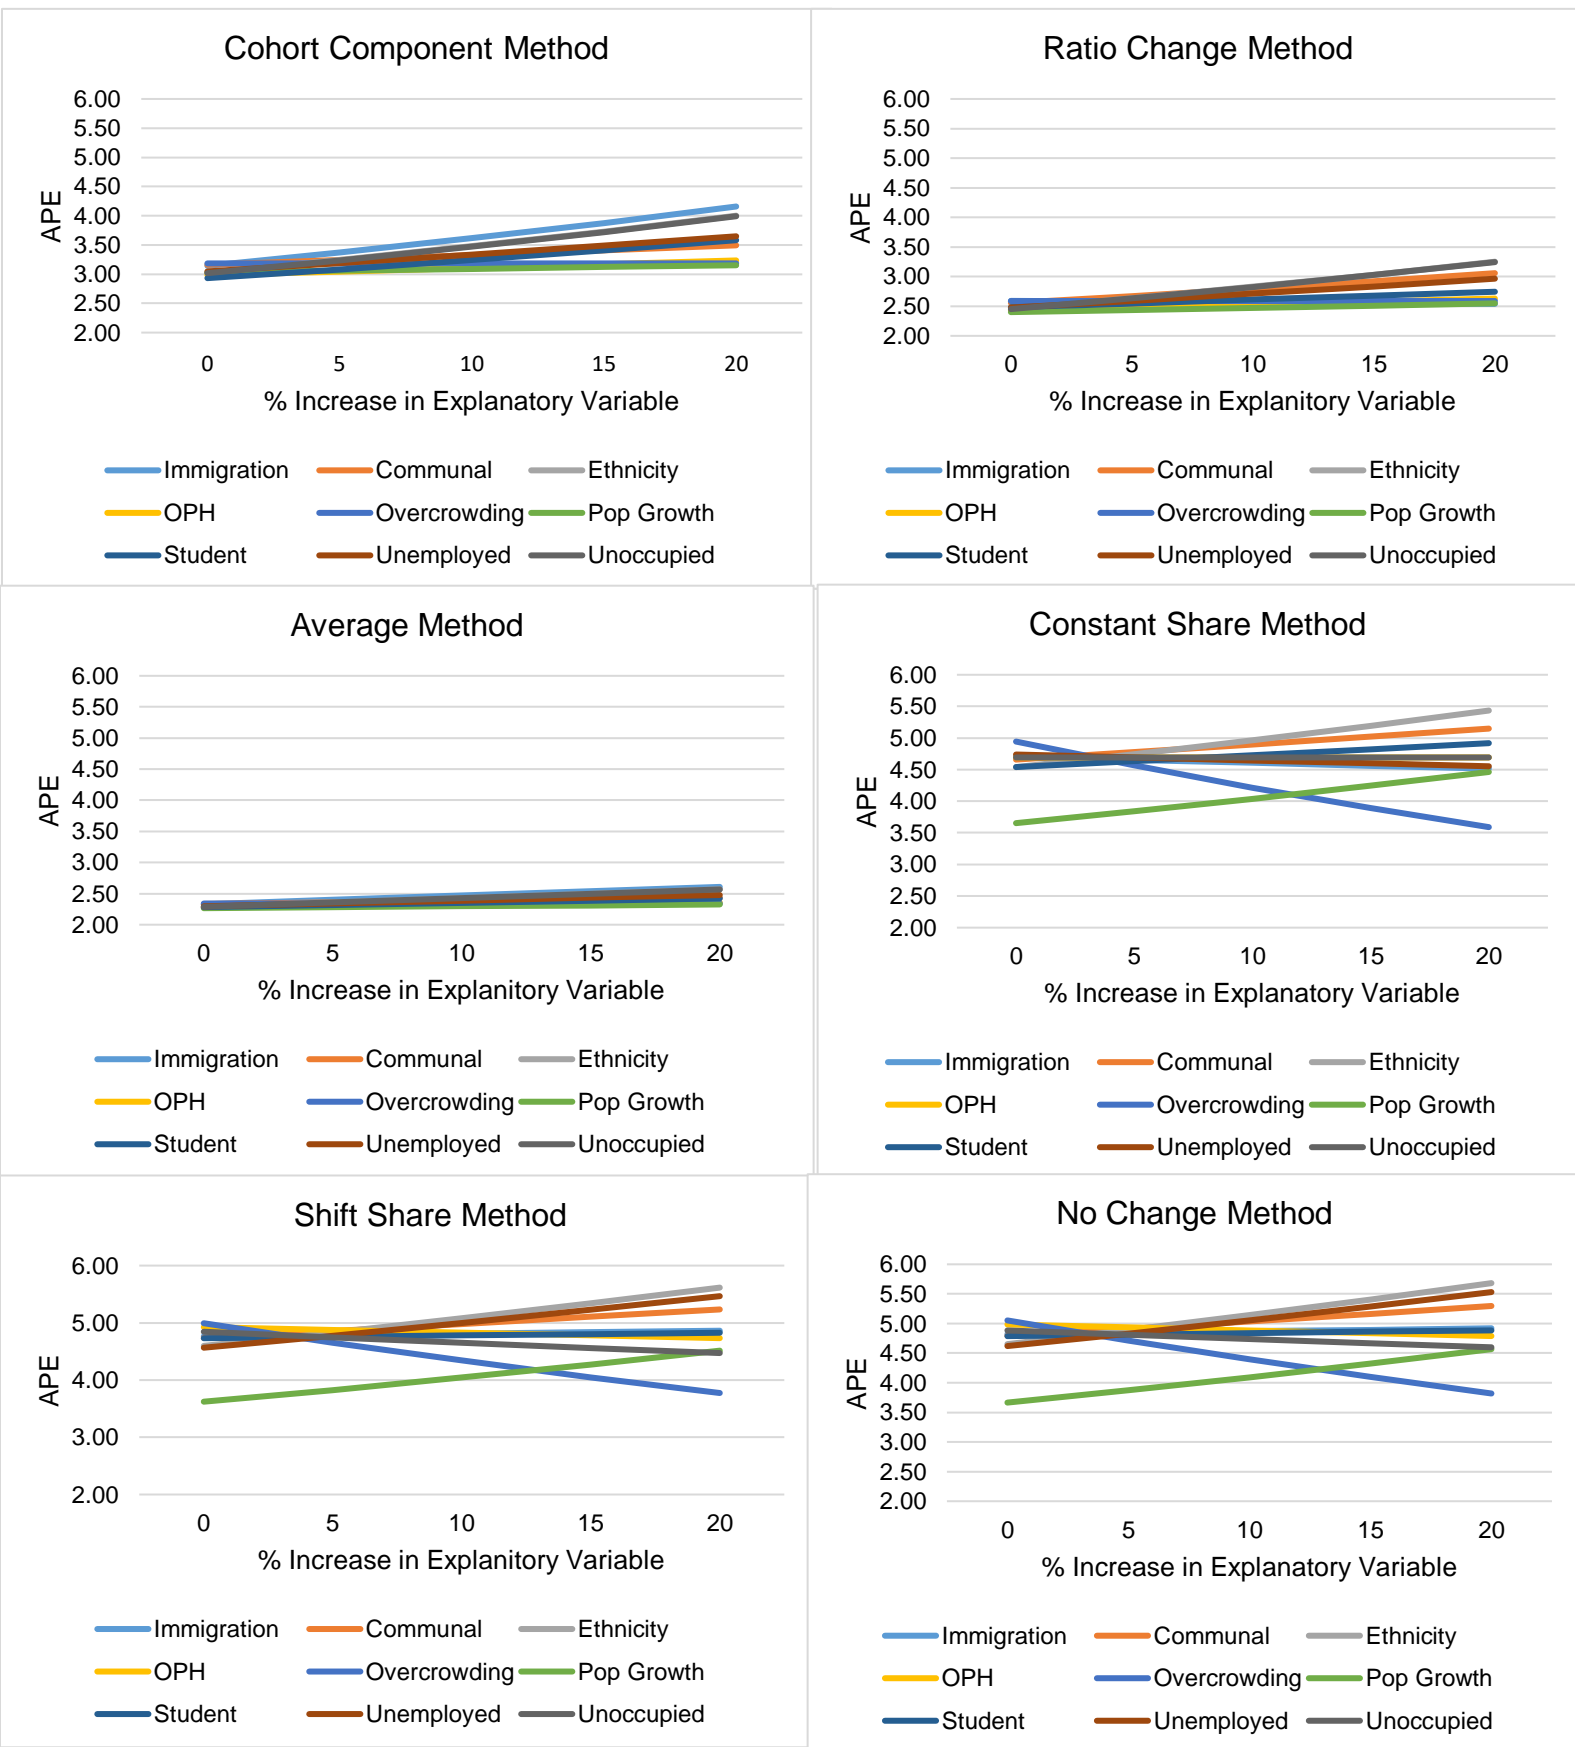 Cohort Component Method
6.00
5.50
5.00
4.50
4.00
3.50
3.00
2.50
2.00
APE
0 5 10 15 20
% Increase in Explanatory Variable
Immigration Communal Ethnicity
OPH Overcrowding Pop Growth
Student Unemployed Unoccupied
Ratio Change Method
6.00
5.50
5.00
4.50
4.00
3.50
3.00
2.50
2.00
APE
0 5 10 15 20
% Increase in Explanitory Variable
Immigration Communal Ethnicity
OPH Overcrowding Pop Growth
Student Unemployed Unoccupied
Average Method
6.00
5.50
5.00
4.50
4.00
3.50
3.00
2.50
2.00
APE
0 5 10 15 20
% Increase in Explanitory Variable
Immigration Communal Ethnicity
OPH Overcrowding Pop Growth
Student Unemployed Unoccupied
Constant Share Method
6.00
5.50
5.00
4.50
4.00
3.50
3.00
2.50
2.00
APE
0 5 10 15 20
% Increase in Explanatory Variable
Immigration Communal Ethnicity
OPH Overcrowding Pop Growth
Student Unemployed Unoccupied
Shift Share Method
6.00
5.00
4.00
3.00
2.00
APE
0 5 10 15 20
% Increase in Explanitory Variable
Immigration Communal Ethnicity
OPH Overcrowding Pop Growth
Student Unemployed Unoccupied
No Change Method
6.00
5.50
5.00
4.50
4.00
3.50
3.00
2.50
2.00
APE
0 5 10 15 20
% Increase in Explanatory Variable
Immigration Communal Ethnicity
OPH Overcrowding Pop Growth
Student Unemployed Unoccupied